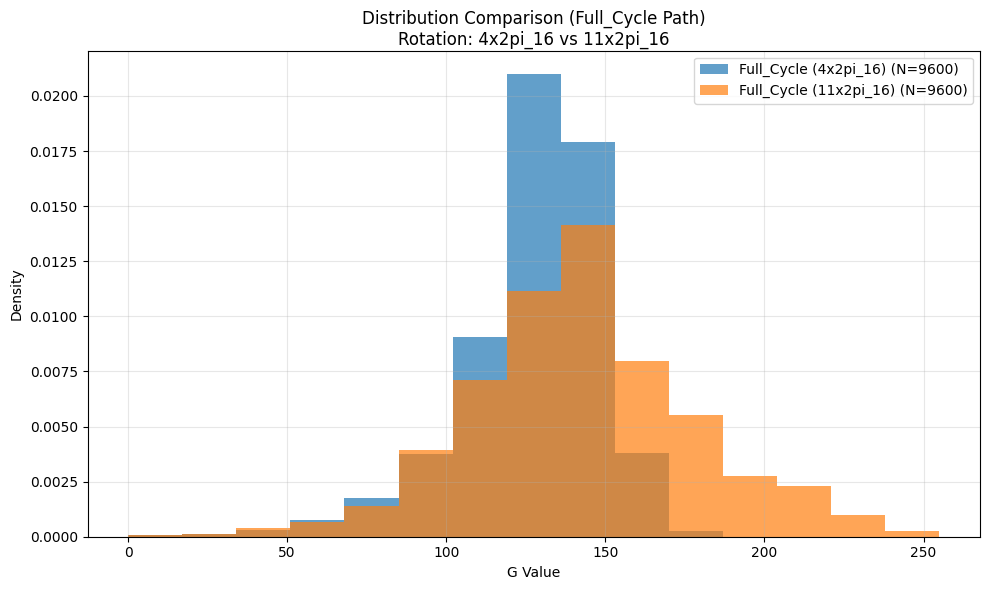 Distribution Comparison (Full_Cycle Path)
Rotation: 4x2pi_16 vs 11x2pi_16
Full_Cycle (4x2pi_16) (N=9600)
Full_Cycle (11x2pi_16) (N=9600)
Density
0.0200
0.0175
0.0150
0.0125
0.0100
0.0075
0.0050
0.0025
0.0000
0 50 100 150 200 250
G Value